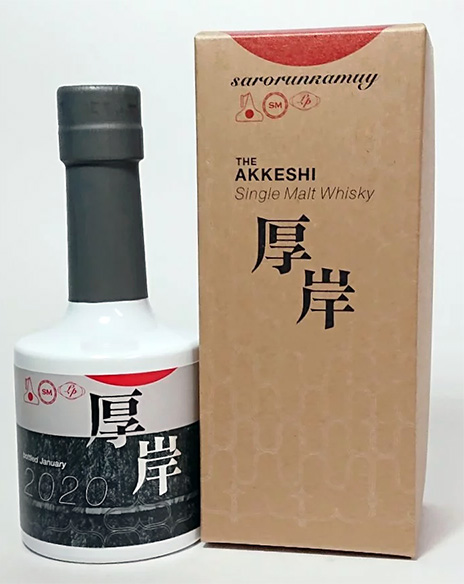 sarorunkamuy
SM
THE
AKKESHI
Single Malt Whisky
厚
岸
SM
厚
岸
bottled January
2020